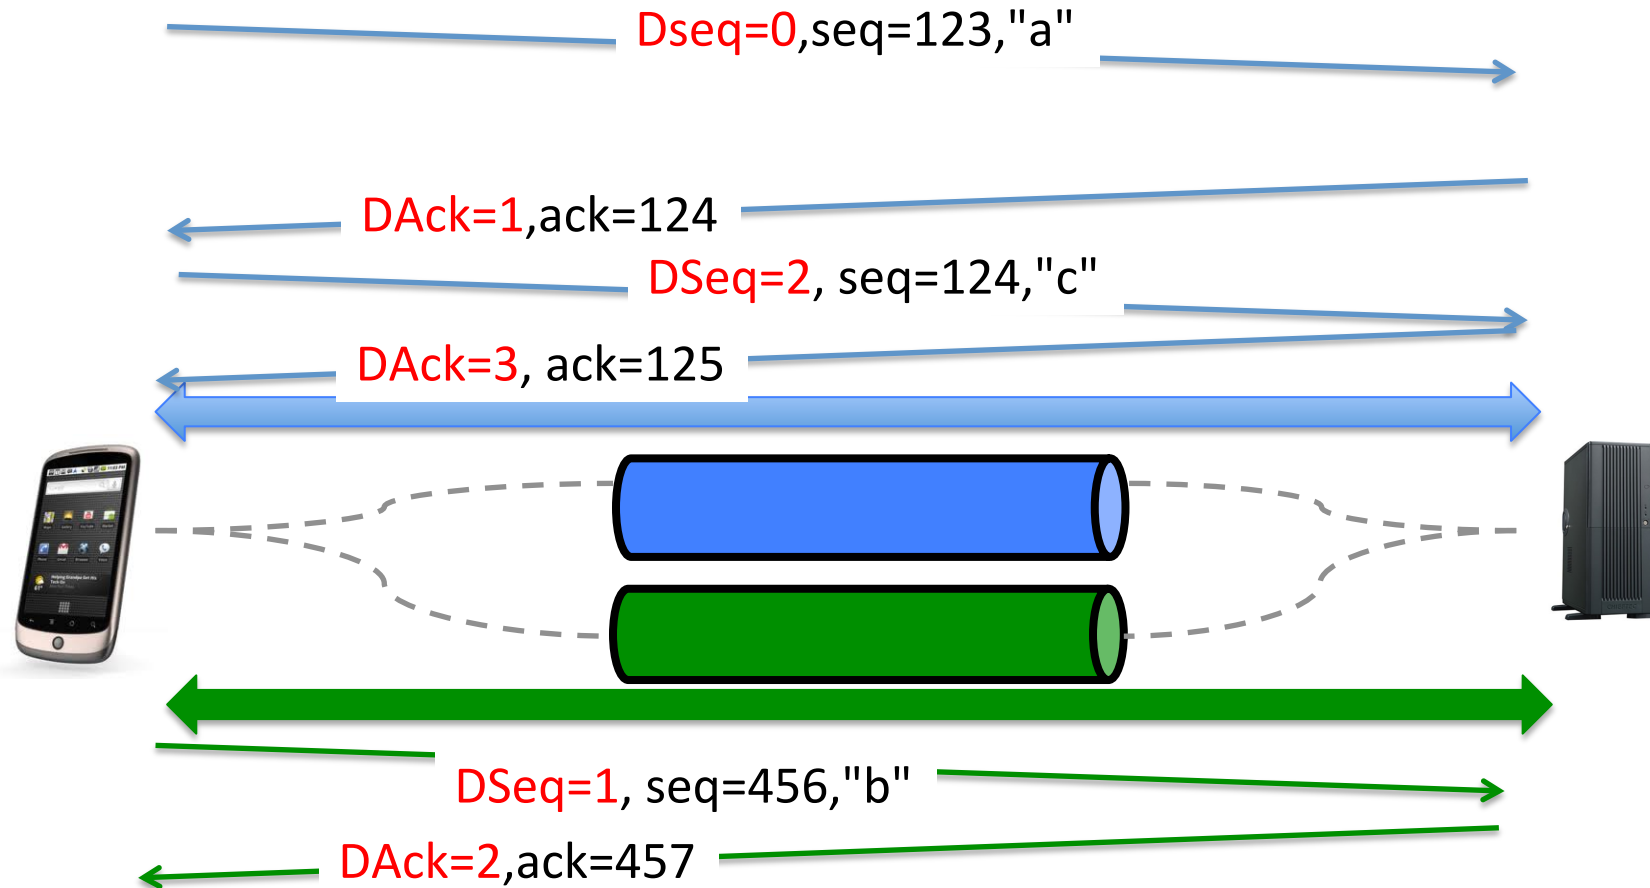 Dseq=0,seq=123,"a"
DAck=1,ack=124
DSeq=2, seq=124,"c"
DAck=3, ack=125
DSeq=1, seq=456,"b"
DAck=2,ack=457